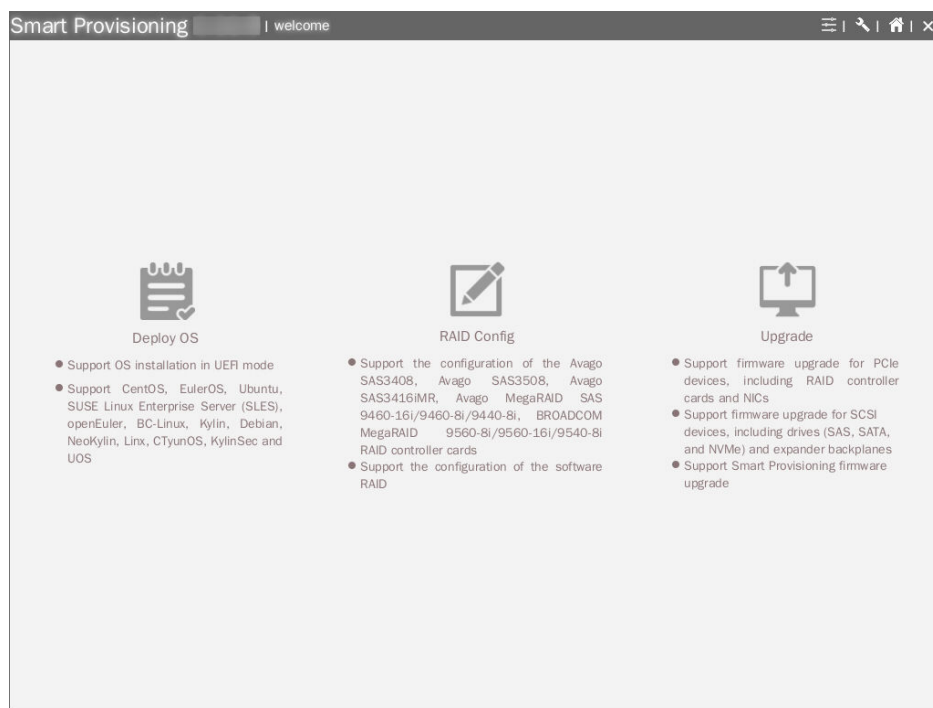 Smart Provisioning | welcome
Deploy OS
● Support OS installation in UEFI mode
● Support CentOS, EulerOS, Ubuntu,
SUSE Linux Enterprise Server (SLES),
openEuler, BC-Linux, Kylin, Debian,
NeoKylin, Linx, CTyunOS, KylinSec and
UOS
RAID Config
● Support the configuration of the Avago
SAS3408, Avago SAS3508, Avago
SAS3416iMR, Avago MegaRAID SAS
9460-16i/9460-8i/9440-8i, BROADCOM
MegaRAID 9560-8i/9560-16i/9540-8i
RAID controller cards
● Support the configuration of the software
RAID
Upgrade
● Support firmware upgrade for PCIe
devices, including RAID controller
cards and NICs
● Support firmware upgrade for SCSI
devices, including drives (SAS, SATA,
and NVMe) and expander backplanes
● Support Smart Provisioning firmware
upgrade